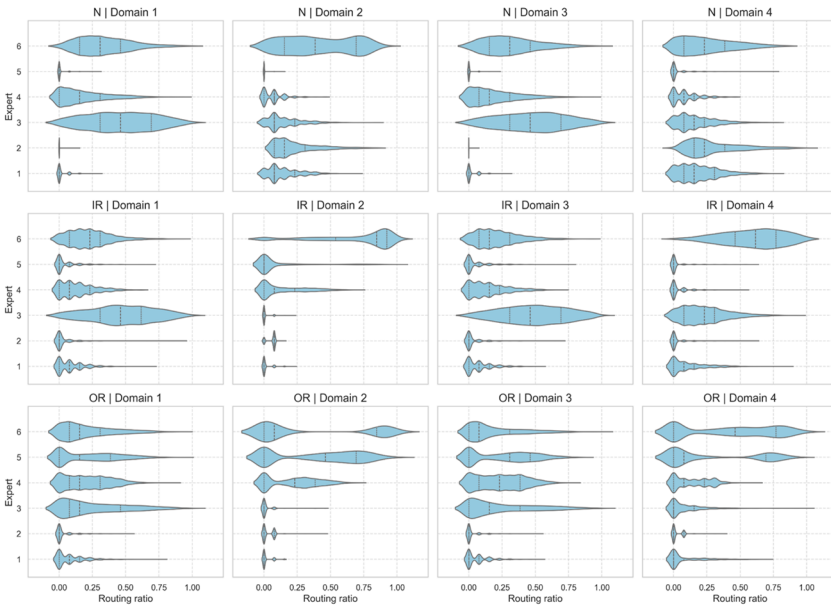 N | Domain 1 N | Domain 2 N | Domain 3 N | Domain 4
Expert
6
5
4
3
2
1
IR | Domain 1 IR | Domain 2 IR | Domain 3 IR | Domain 4
Expert
6
5
4
3
2
1
OR | Domain 1 OR | Domain 2 OR | Domain 3 OR | Domain 4
Expert
6
5
4
3
2
1
0.00 0.25 0.50 0.75 1.00 0.00 0.25 0.50 0.75 1.00 0.00 0.25 0.50 0.75 1.00 0.00 0.25 0.50 0.75 1.00
Routing ratio Routing ratio Routing ratio Routing ratio